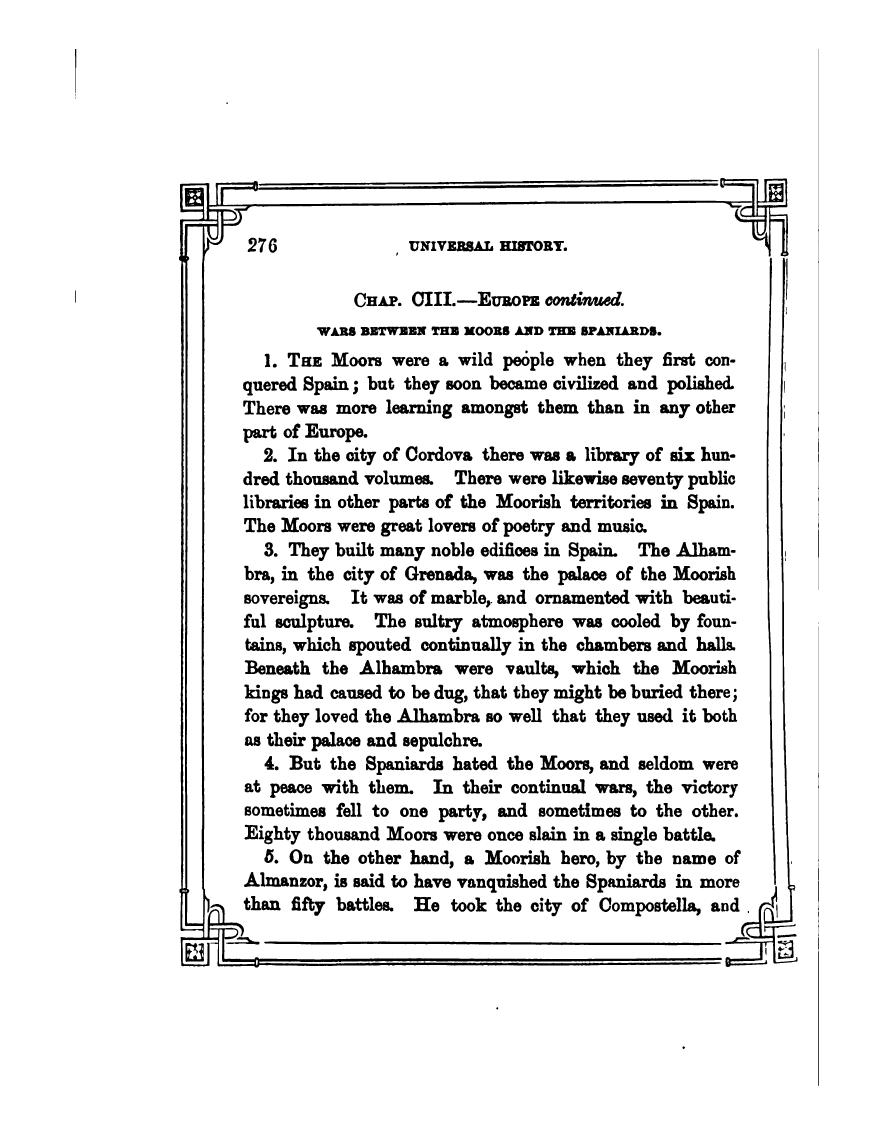 276 UNIVERSAL HISTORY.
CHAP. CIII.—EUROPE continued.
WARS BETWEEN THE MOORS AND THE SPANIARDS.
1. THE Moors were a wild people when they first con-
quered Spain; but they soon became civilized and polished.
There was more learning amongst them than in any other
part of Europe.
2. In the city of Cordova there was a library of six hun-
dred thousand volumes. There were likewise seventy public
libraries in other parts of the Moorish territories in Spain.
The Moors were great lovers of poetry and music.
3. They built many noble edifices in Spain. The Alham-
bra, in the city of Grenada, was the palace of the Moorish
sovereigns. It was of marble, and ornamented with beauti-
ful sculpture. The sultry atmosphere was cooled by foun-
tains, which spouted continually in the chambers and halls.
Beneath the Alhambra were vaults, which the Moorish
kings had caused to be dug, that they might be buried there;
for they loved the Alhambra so well that they used it both
as their palace and sepulchre.
4. But the Spaniards hated the Moors, and seldom were
at peace with them. In their continual wars, the victory
sometimes fell to one party, and sometimes to the other.
Eighty thousand Moors were once slain in a single battle.
5. On the other hand, a Moorish hero, by the name of
Almanzor, is said to have vanquished the Spaniards in more
than fifty battles. He took the city of Compostella, and